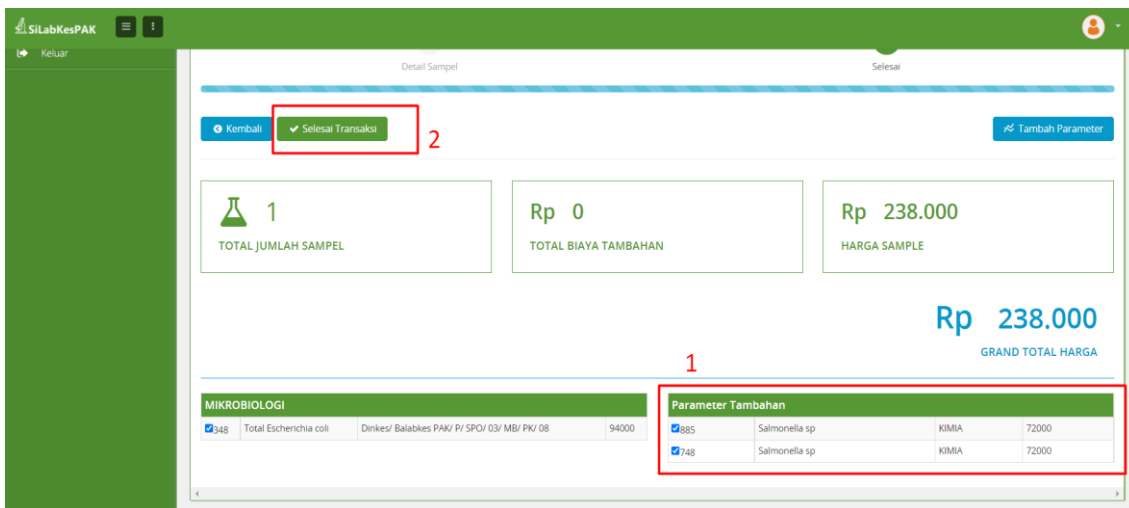 SiLabKesPAK
Keluar
Detail Sampel
Selesai
Kembali
Selesai Transaksi
2
Tambah Parameter
1
TOTAL JUMLAH SAMPEL
Rp 0
TOTAL BIAYA TAMBAHAN
Rp 238.000
HARGA SAMPLE
Rp 238.000
GRAND TOTAL HARGA
1
MIKROBIOLOGI
348 Total Escherichia coli Dinkes/ Balabkes PAK/ P/ SPO/ 03/ MB/ PK/ 08 94000
Parameter Tambahan
885 Salmonella sp KIMIA 72000
748 Salmonella sp KIMIA 72000